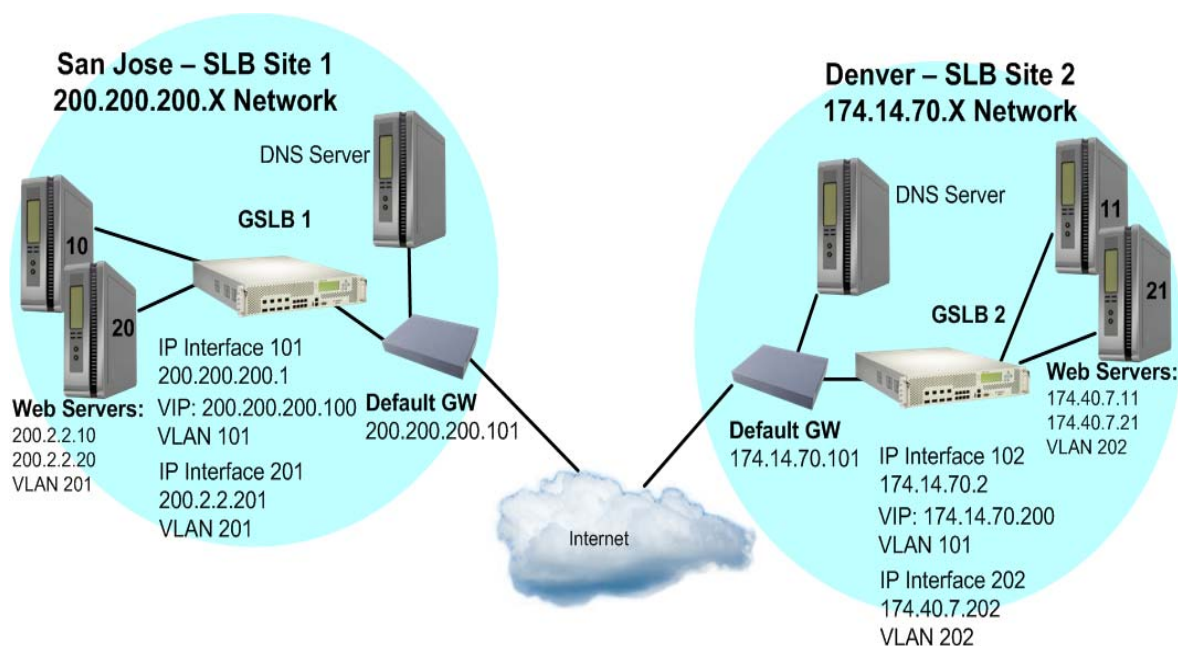 San Jose – SLB Site 1
200.200.200.X Network
DNS Server
GSLB 1
10
20
IP Interface 101
200.200.200.1
VIP: 200.200.200.100
VLAN 101
IP Interface 201
200.2.2.201
VLAN 201
Web Servers:
200.2.2.10
200.2.2.20
VLAN 201
Default GW
200.200.200.101
Internet
Denver – SLB Site 2
174.14.70.X Network
DNS Server
GSLB 2
11
21
Web Servers:
174.40.7.11
174.40.7.21
VLAN 202
Default GW
174.14.70.101
IP Interface 102
174.14.70.2
VIP: 174.14.70.200
VLAN 101
IP Interface 202
174.40.7.202
VLAN 202